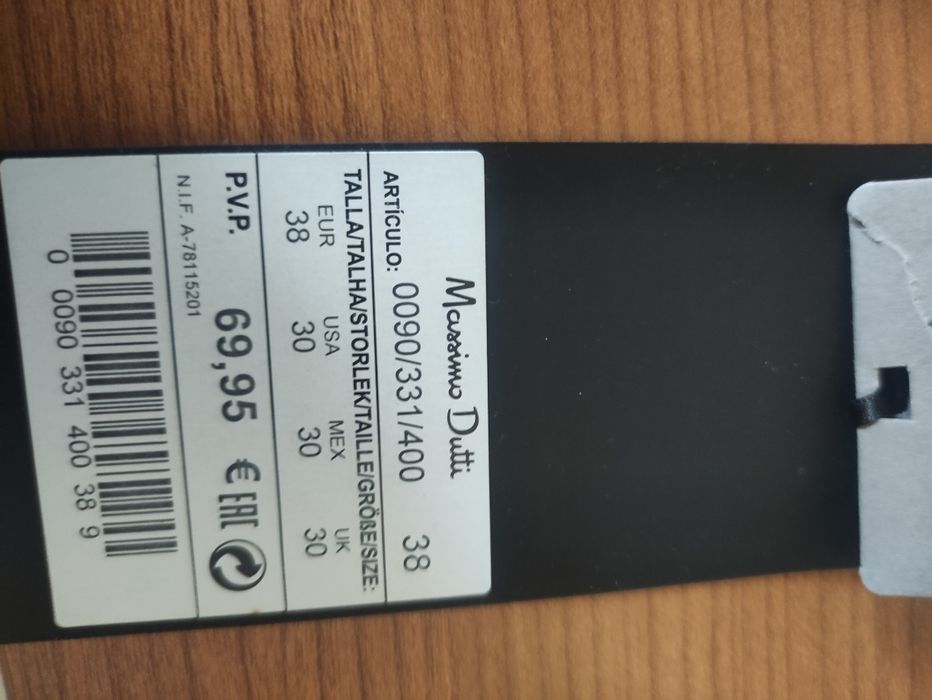 Massimo Dutti
ARTÍCULO: 0090/331/400 38
TALLA/TALHA/STORLEK/TAILLE/GRÖßE/SIZE:
EUR USA MEX UK
38 30 30 30
P.V.P. 69,95 € EAC
N.I.F. A-78115201
0 0090 331 400 38 9